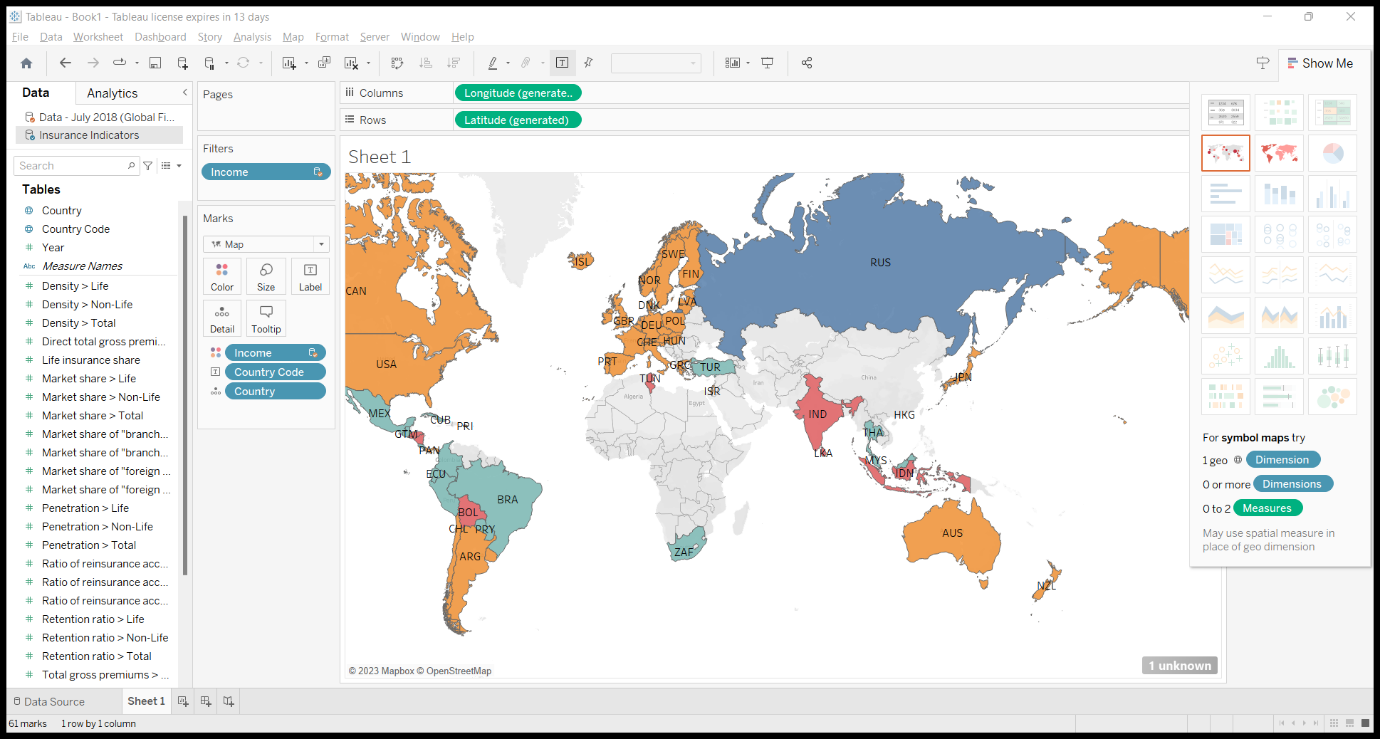 Tableau - Book1 - Tableau license expires in 13 days
File Data Worksheet Dashboard Story Analysis Map Format Server Window Help
Data
Analytics
Data - July 2018 (Global Fi...
Insurance Indicators
Search
Tables
Country
Country Code
Year
Abc Measure Names
Density > Life
Density > Non-Life
Density > Total
Direct total gross premi...
Life insurance share
Market share > Life
Market share > Non-Life
Market share > Total
Market share of "branch...
Market share of "branch...
Market share of "foreign ...
Market share of "foreign ...
Penetration > Life
Penetration > Non-Life
Penetration > Total
Ratio of reinsurance acc...
Ratio of reinsurance acc...
Ratio of reinsurance acc...
Retention ratio > Life
Retention ratio > Non-Life
Retention ratio > Total
Total gross premiums > ...
Pages
Filters
Income
Marks
Map
Color
Size
Label
Detail
Tooltip
Income
Country Code
Country
Columns
Longitude (generate..
Rows
Latitude (generated)
Sheet 1
CAN
USA
MEX
CUB
PRI
GTM
PAN
ECU
BRA
BOL
CHL
PRY
ARG
ISL
SWE
NOR
FIN
DNK
LVA
GBR
DEU
POL
CHE
HUN
PRT
GRC
TUR
TUN
ISR
Algeria
Egypt
Iran
China
RUS
JPN
HKG
IND
THA
LKA
MYS
IDN
ZAF
AUS
NZL
© 2023 Mapbox © OpenStreetMap
1 unknown
Show Me
For symbol maps try
1 geo Dimension
0 or more Dimensions
0 to 2 Measures
May use spatial measure in
place of geo dimension
Data Source
Sheet 1
61 marks
1 row by 1 column